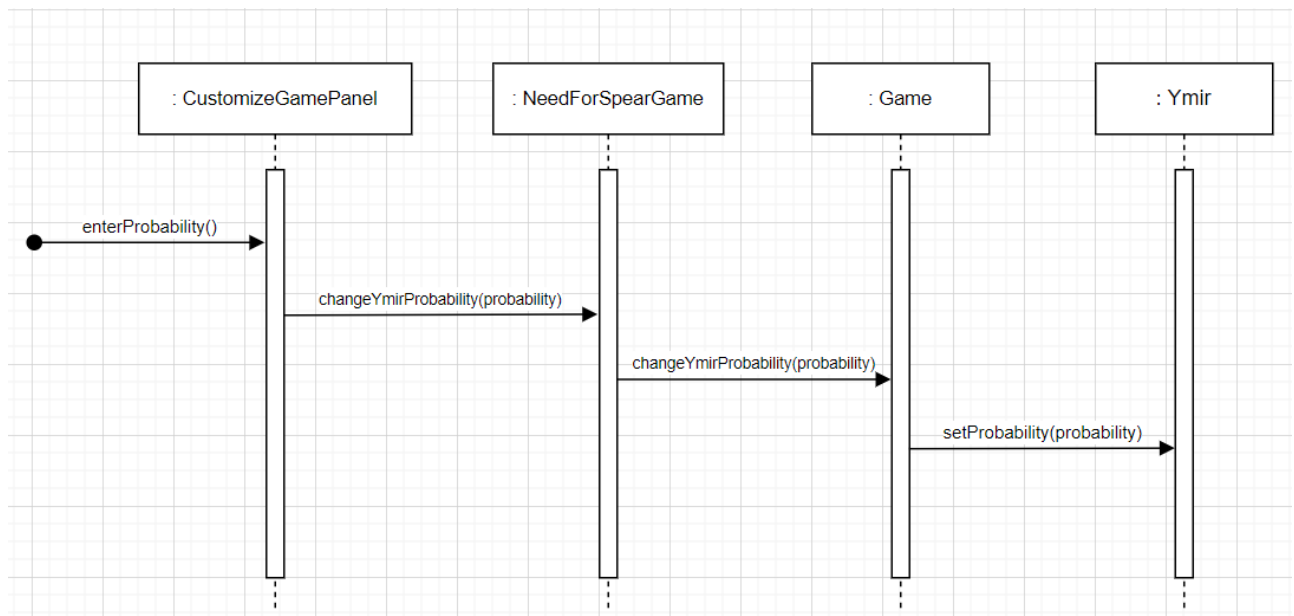 : CustomizeGamePanel
: NeedForSpearGame
: Game
: Ymir
enterProbability()
changeYmirProbability(probability)
changeYmirProbability(probability)
setProbability(probability)